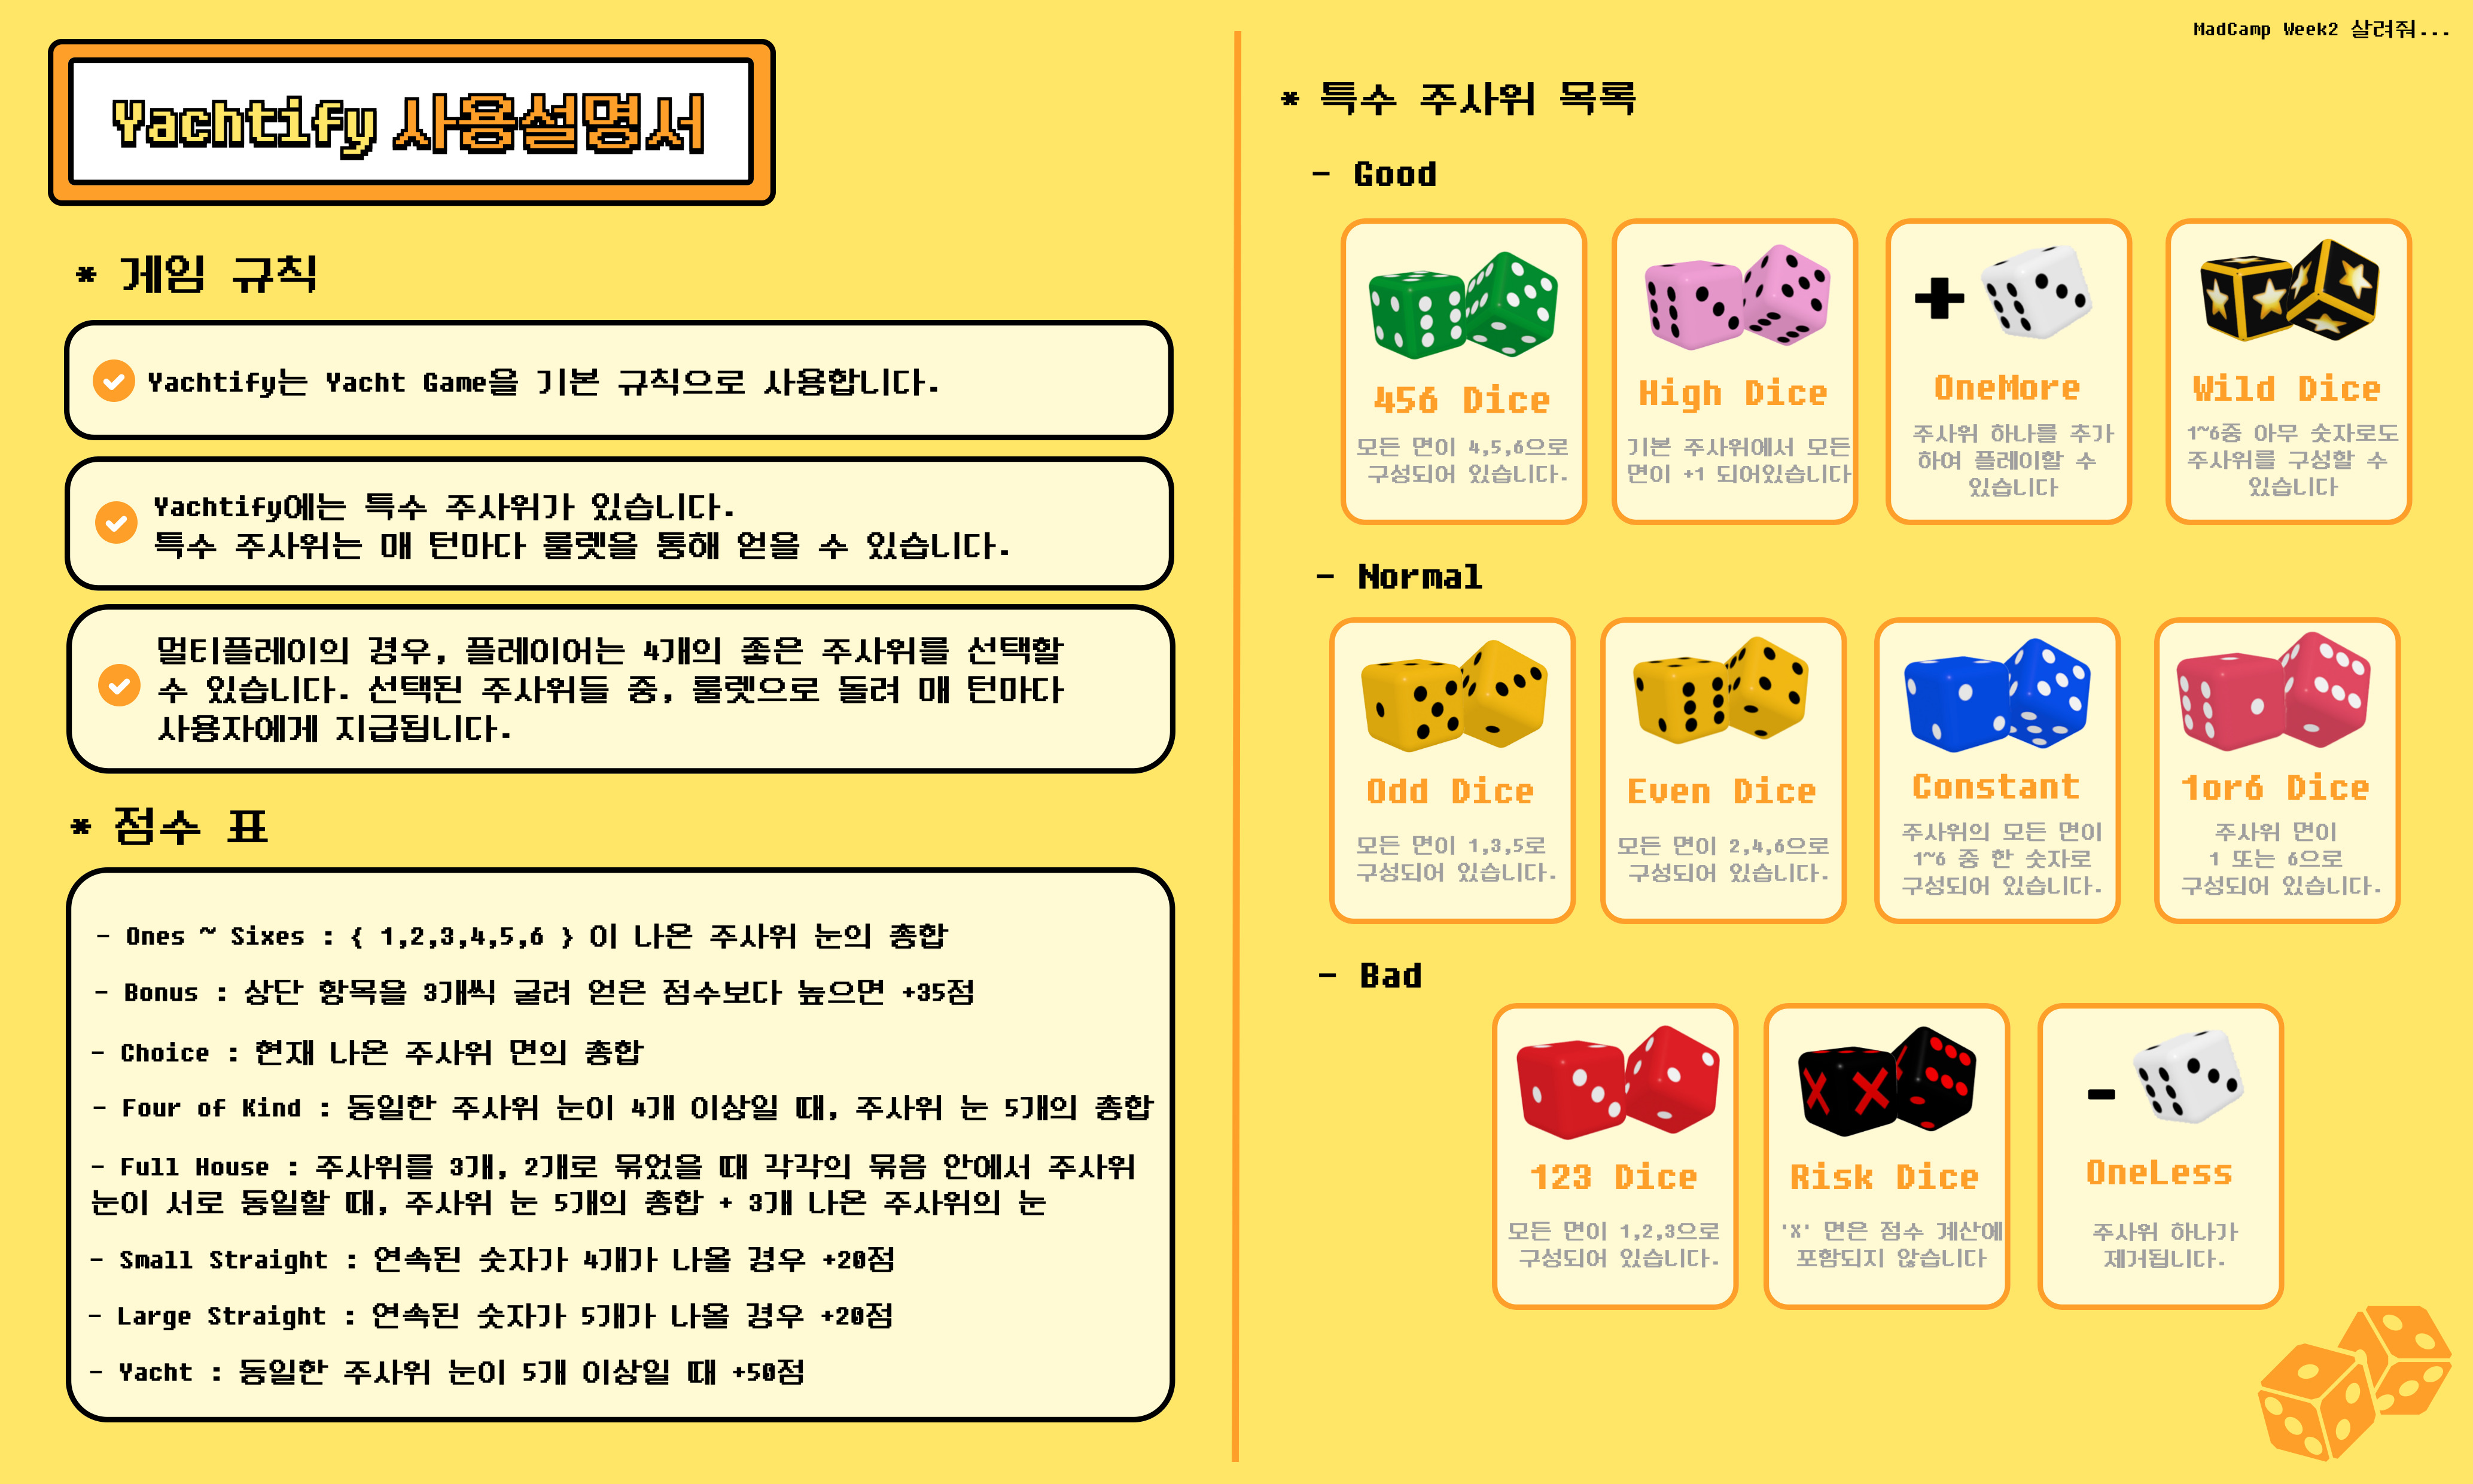 MadCamp Week2 살려줘...
Yachtify 사용설명서
* 게임 규칙
Yachtify는 Yacht Game을 기본 규칙으로 사용합니다.
Yachtify에는 특수 주사위가 있습니다.
특수 주사위는 매 턴마다 룰렛을 통해 얻을 수 있습니다.
멀티플레이의 경우, 플레이어는 4개의 좋은 주사위를 선택할
수 있습니다. 선택된 주사위들 중, 룰렛으로 돌려 매 턴마다
사용자에게 지급됩니다.
* 점수 표
- Ones ~ Sixes : { 1,2,3,4,5,6 } 이 나온 주사위 눈의 총합
- Bonus : 상단 항목을 3개씩 굴려 얻은 점수보다 높으면 +35점
- Choice : 현재 나온 주사위 면의 총합
- Four of Kind : 동일한 주사위 눈이 4개 이상일 때, 주사위 눈 5개의 총합
- Full House : 주사위를 3개, 2개로 묶었을 때 각각의 묶음 안에서 주사위
눈이 서로 동일할 때, 주사위 눈 5개의 총합 + 3개 나온 주사위의 눈
- Small Straight : 연속된 숫자가 4개가 나올 경우 +20점
- Large Straight : 연속된 숫자가 5개가 나올 경우 +20점
- Yacht : 동일한 주사위 눈이 5개 이상일 때 +50점
* 특수 주사위 목록
- Good
456 Dice
모든 면이 4,5,6으로
구성되어 있습니다.
High Dice
기본 주사위에서 모든
면이 +1 되어있습니다
+
OneMore
주사위 하나를 추가
하여 플레이할 수
있습니다
Wild Dice
1~6중 아무 숫자로도
주사위를 구성할 수
있습니다
- Normal
Odd Dice
모든 면이 1,3,5로
구성되어 있습니다.
Even Dice
모든 면이 2,4,6으로
구성되어 있습니다.
Constant
주사위의 모든 면이
1~6 중 한 숫자로
구성되어 있습니다.
1or6 Dice
주사위 면이
1 또는 6으로
구성되어 있습니다.
- Bad
123 Dice
모든 면이 1,2,3으로
구성되어 있습니다.
X X
Risk Dice
'X' 면은 점수 계산에
포함되지 않습니다
-
OneLess
주사위 하나가
제거됩니다.